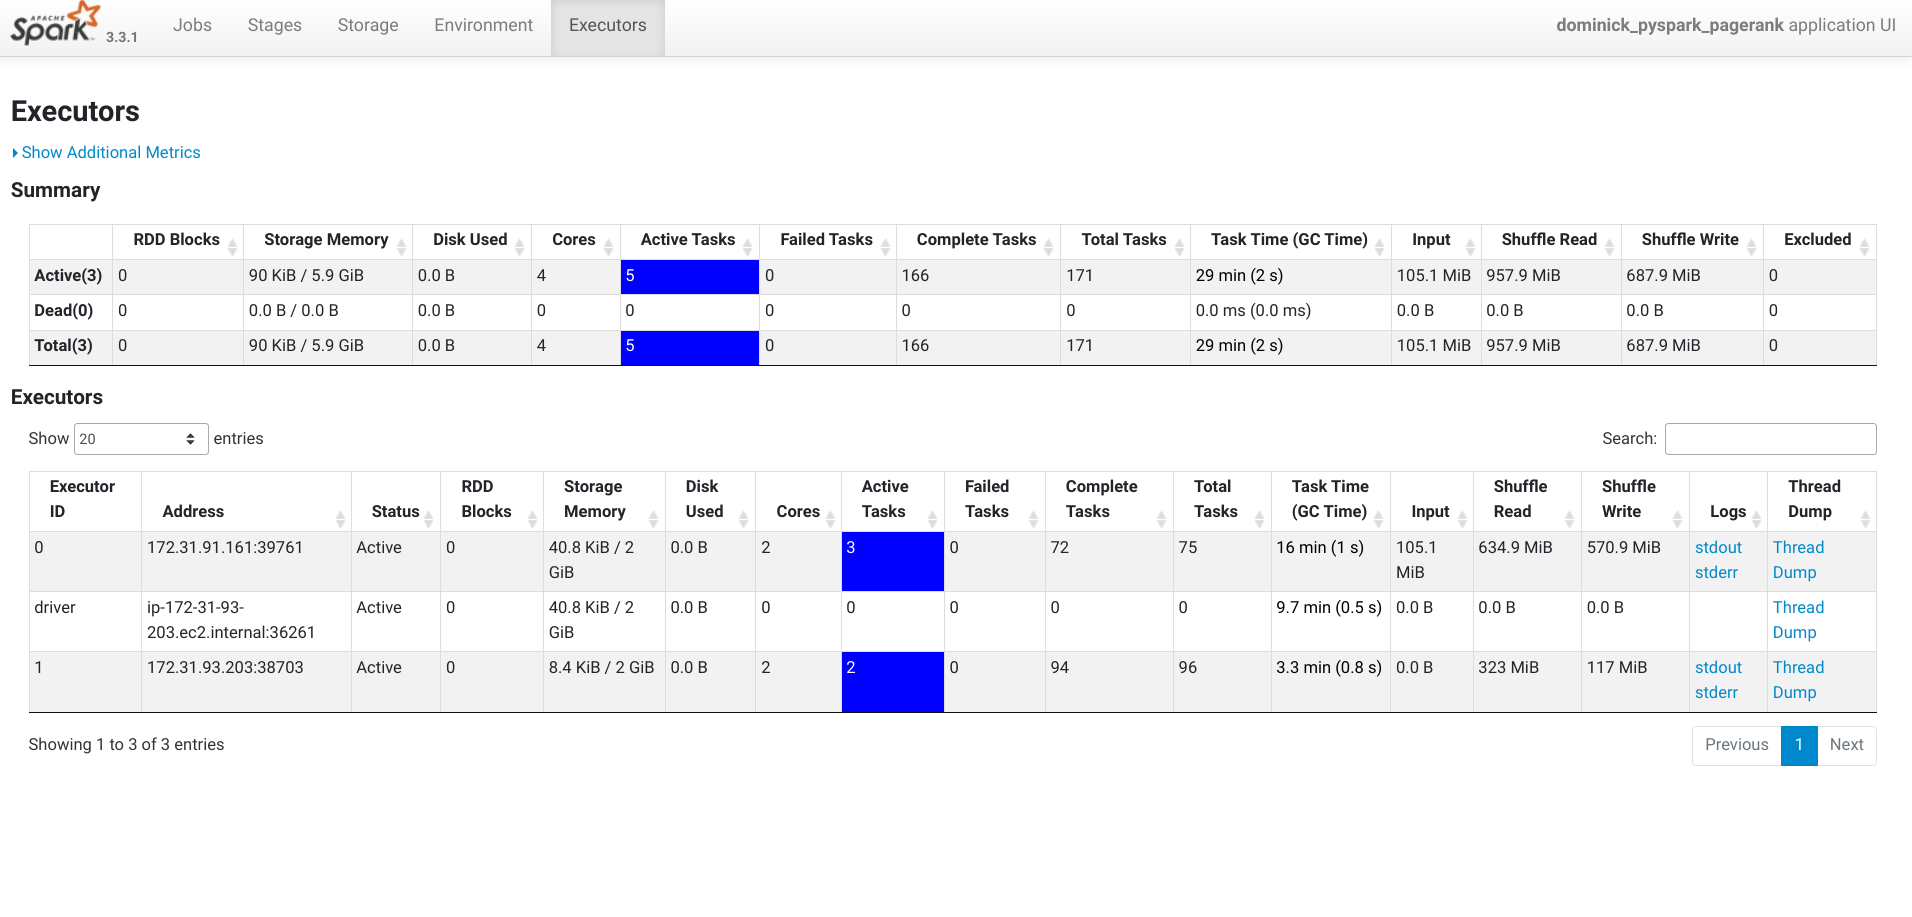 APACHE
Spark 3.3.1 Jobs Stages Storage Environment Executors dominick_pyspark_pagerank application UI
Executors
Show Additional Metrics
Summary
RDD Blocks Storage Memory Disk Used Cores Active Tasks Failed Tasks Complete Tasks Total Tasks Task Time (GC Time) Input Shuffle Read Shuffle Write Excluded
Active(3) 0 90 KiB / 5.9 GiB 0.0 B 4 5 0 166 171 29 min (2 s) 105.1 MiB 957.9 MiB 687.9 MiB 0
Dead(0) 0 0.0 B / 0.0 B 0.0 B 0 0 0 0 0 0.0 ms (0.0 ms) 0.0 B 0.0 B 0.0 B 0
Total(3) 0 90 KiB / 5.9 GiB 0.0 B 4 5 0 166 171 29 min (2 s) 105.1 MiB 957.9 MiB 687.9 MiB 0
Executors
Show 20 entries Search:
Executor RDD Storage Disk Active Failed Complete Total Task Time Shuffle Shuffle Thread
ID Address Status Blocks Memory Used Cores Tasks Tasks Tasks Tasks (GC Time) Input Read Write Logs Dump
0 172.31.91.161:39761 Active 0 40.8 KiB / 2 0.0 B 2 3 0 72 75 16 min (1 s) 105.1 634.9 MiB 570.9 MiB stdout Thread
GiB MiB stderr Dump
driver ip-172-31-93- Active 0 40.8 KiB / 2 0.0 B 0 0 0 0 0 9.7 min (0.5 s) 0.0 B 0.0 B 0.0 B Thread
203.ec2.internal:36261 GiB Dump
1 172.31.93.203:38703 Active 0 8.4 KiB / 2 GiB 0.0 B 2 2 0 94 96 3.3 min (0.8 s) 0.0 B 323 MiB 117 MiB stdout Thread
stderr Dump
Showing 1 to 3 of 3 entries Previous 1 Next